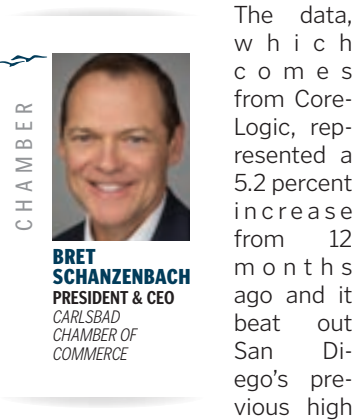 CHAMBER
BRET
SCHANZENBACH
PRESIDENT & CEO
CARLSBAD
CHAMBER OF
COMMERCE
The data,
which
comes
from Core-
Logic, rep-
resented a
5.2 percent
increase
from 12
months
ago and it
beat out
San Di-
ego's pre-
vious high